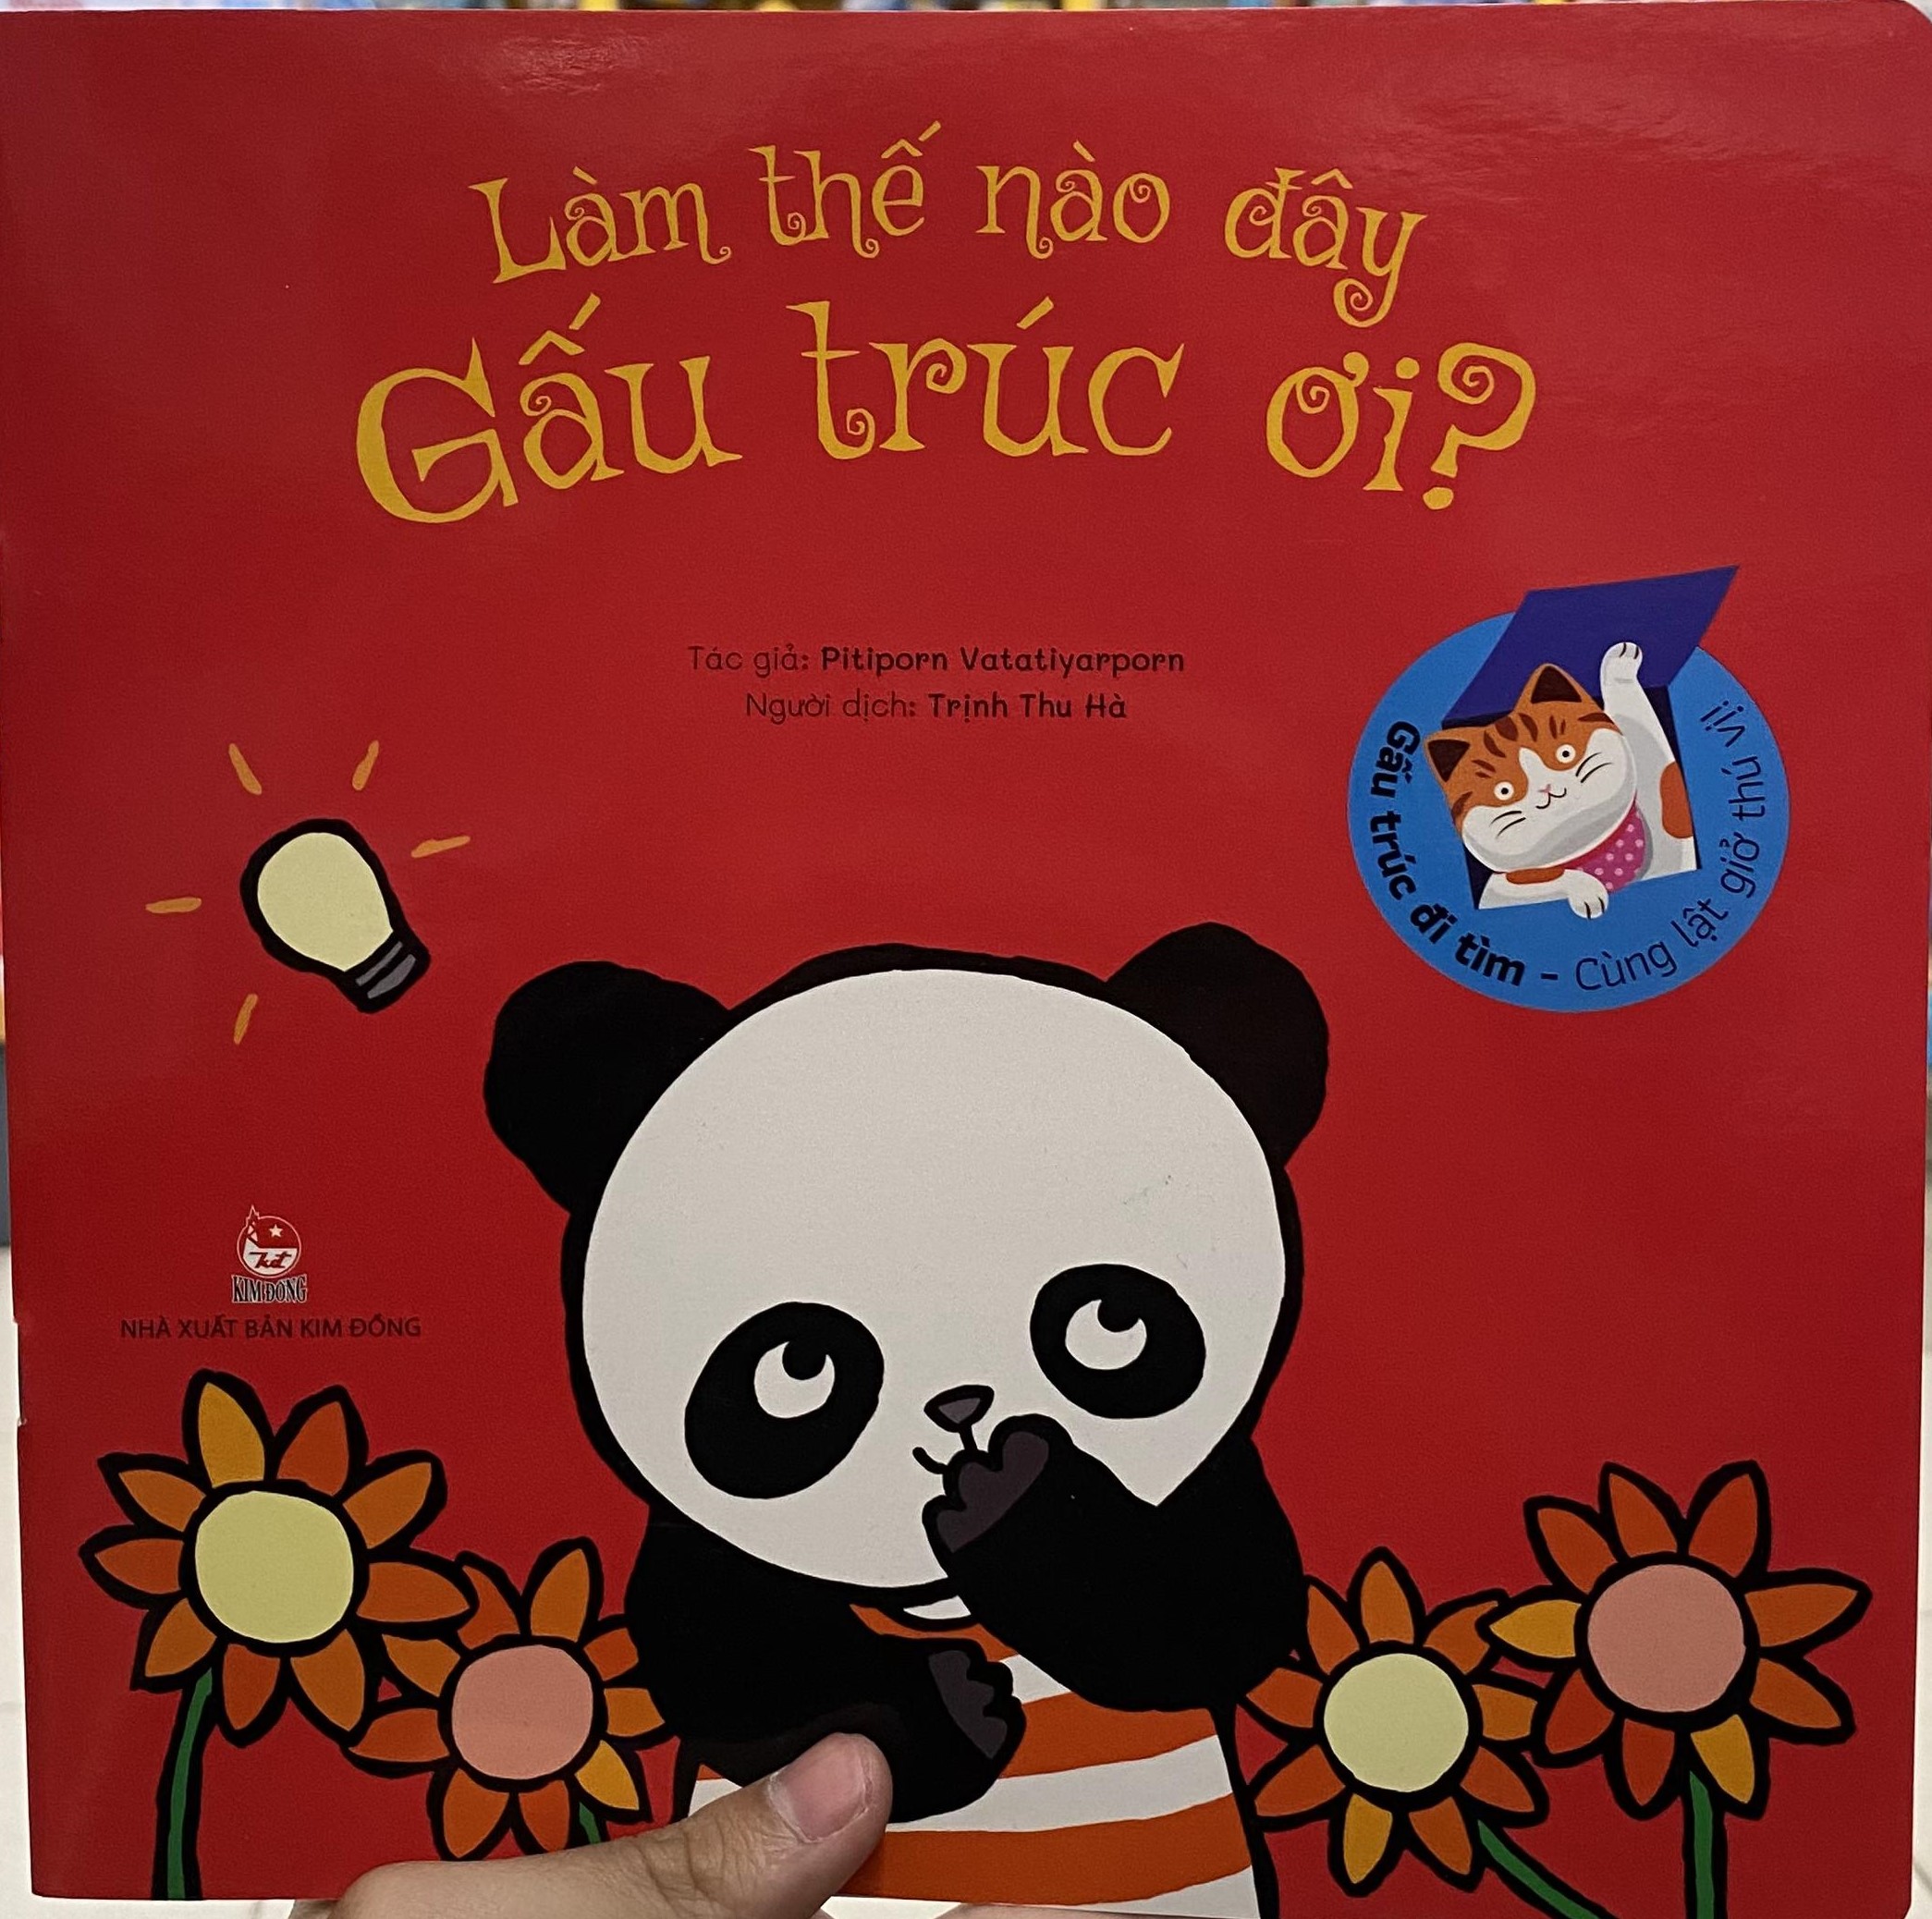 Làm thế nào đây
Gấu trúc ơi?
Tác giả: Pitiporn Vatatiyarporn
Người dịch: Trịnh Thu Hà
Gấu trúc đi tìm - Cùng lật giở thú vị!
kđ
KIM ĐỒNG
NHÀ XUẤT BẢN KIM ĐỒNG